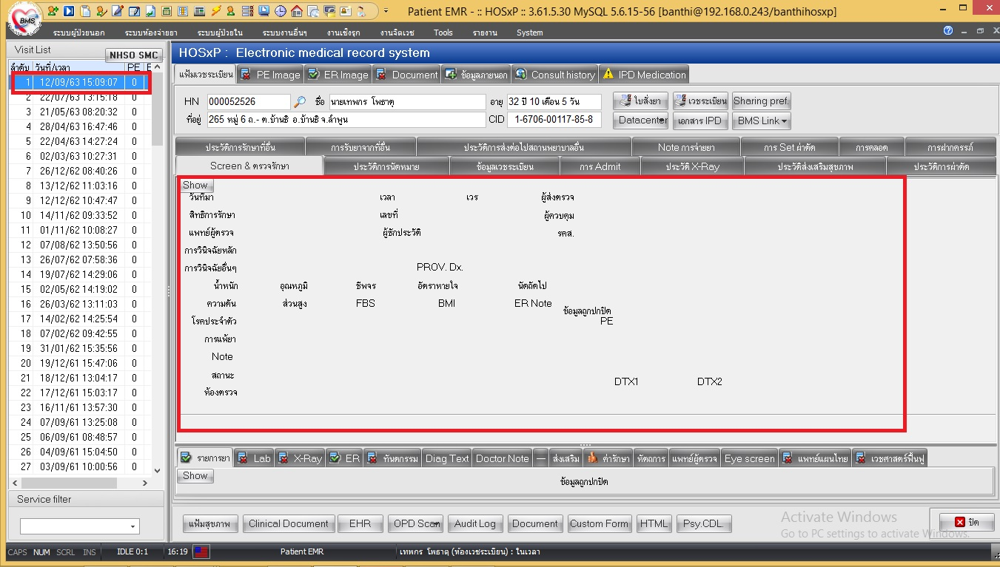 Patient EMR - :: HOSxP :: 3.61.5.30 MySQL 5.6.15-56 [banthi@192.168.0.243/banthihosxp]
BMS
ระบบผู้ป่วยนอก ระบบห้องจ่ายยา ระบบผู้ป่วยใน ระบบงานอื่นๆ งานเชิงรุก งานจิตเวช Tools รายงาน System
Visit List
NHSO SMC
ลำดับ วันที่/เวลา PE E
1 12/09/63 15:09:07 0
2 22/07/63 13:15:18 0
3 21/05/63 08:20:32 0
4 28/04/63 16:47:46 0
5 22/04/63 14:27:24 0
6 02/03/63 10:27:31 0
7 26/12/62 08:40:26 0
8 13/12/62 11:03:16 0
9 12/12/62 10:47:47 0
10 14/11/62 09:33:52 0
11 01/11/62 10:08:27 0
12 07/08/62 13:50:56 0
13 26/07/62 07:58:36 0
14 19/07/62 14:29:06 0
15 02/05/62 14:19:02 0
16 26/03/62 13:11:03 0
17 14/02/62 14:25:54 0
18 07/02/62 09:42:55 0
19 31/01/62 15:35:56 0
20 19/12/61 15:47:06 0
21 18/12/61 13:04:17 0
22 17/12/61 15:03:17 0
23 16/11/61 13:57:30 0
24 07/09/61 13:25:08 0
25 06/09/61 08:48:57 0
26 04/09/61 15:04:50 0
27 03/09/61 10:00:56 0
Service filter
HOSxP : Electronic medical record system
แฟ้มเวชระเบียน PE Image ER Image Document ข้อมูลภายนอก Consult history IPD Medication
HN 000052526 ชื่อ นายเทพกร โพธาตุ อายุ 32 ปี 10 เดือน 5 วัน ใบสั่งยา เวชระเบียน Sharing pref.
ที่อยู่ 265 หมู่ 6 ถ.- ต.บ้านธิ อ.บ้านธิ จ.ลำพูน CID 1-6706-00117-85-8 Datacenter เอกสาร IPD BMS Link
ประวัติการรักษาที่อื่น การรับยาจากที่อื่น ประวัติการส่งต่อไปสถานพยาบาลอื่น Note การจ่ายยา การ Set ผ่าตัด การคลอด การฝากครรภ์
Screen & ตรวจรักษา ประวัติการนัดหมาย ข้อมูลเวชระเบียน การ Admit ประวัติ X-Ray ประวัติส่งเสริมสุขภาพ ประวัติการผ่าตัด
Show
วันที่มา เวลา เวร ผู้ส่งตรวจ
สิทธิการรักษา เลขที่ ผู้ควบคุม
แพทย์ผู้ตรวจ ผู้ซักประวัติ รคส.
การวินิจฉัยหลัก
การวินิจฉัยอื่นๆ PROV. Dx.
น้ำหนัก อุณหภูมิ ชีพจร อัตราหายใจ นัดถัดไป
ความดัน ส่วนสูง FBS BMI ER Note
ข้อมูลถูกปกปิด
โรคประจำตัว PE
การแพ้ยา
Note
สถานะ
DTX1 DTX2
ห้องตรวจ
รายการยา Lab X-Ray ER ทันตกรรม Diag Text Doctor Note ส่งเสริม ค่ารักษา หัตถการ แพทย์ผู้ตรวจ Eye screen แพทย์แผนไทย เวชศาสตร์ฟื้นฟู
Show
ข้อมูลถูกปกปิด
แฟ้มสุขภาพ Clinical Document EHR OPD Scan Audit Log Document Custom Form HTML Psy.CDL. ปิด
Activate Windows
Go to PC settings to activate Windows.
CAPS NUM SCRL INS IDLE 0:1 16:19 Patient EMR เทพกร โพธาตุ (ห้องเวชระเบียน) : ในเวลา